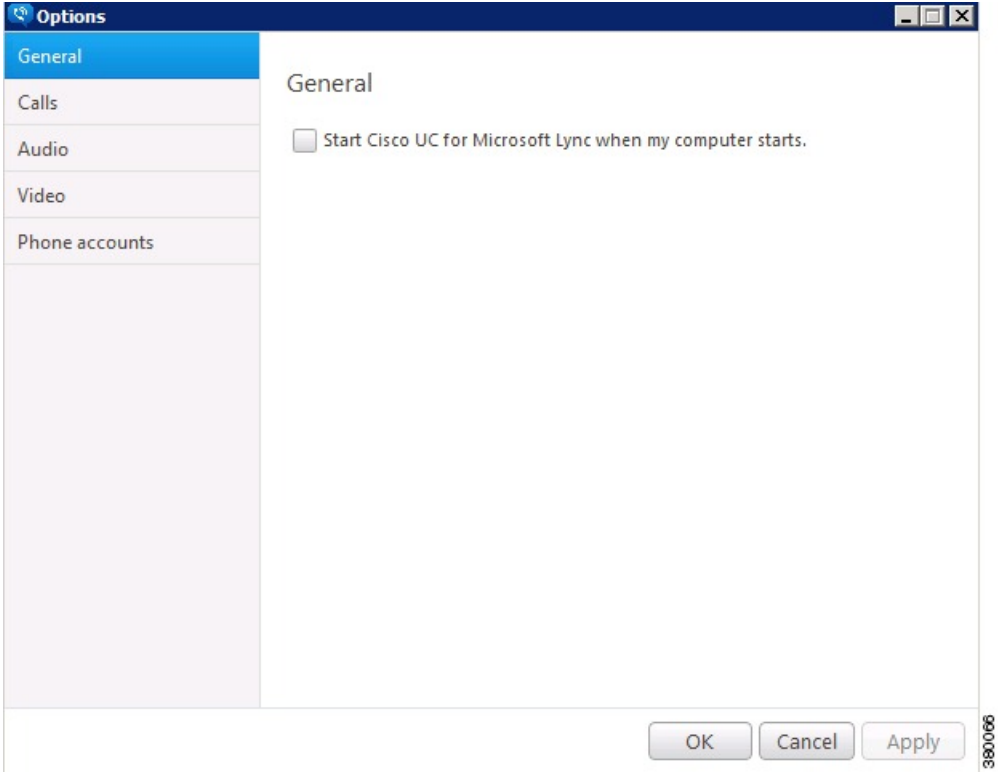 Options
General
Calls
Audio
Video
Phone accounts
General
Start Cisco UC for Microsoft Lync when my computer starts.
OK
Cancel
Apply
380066